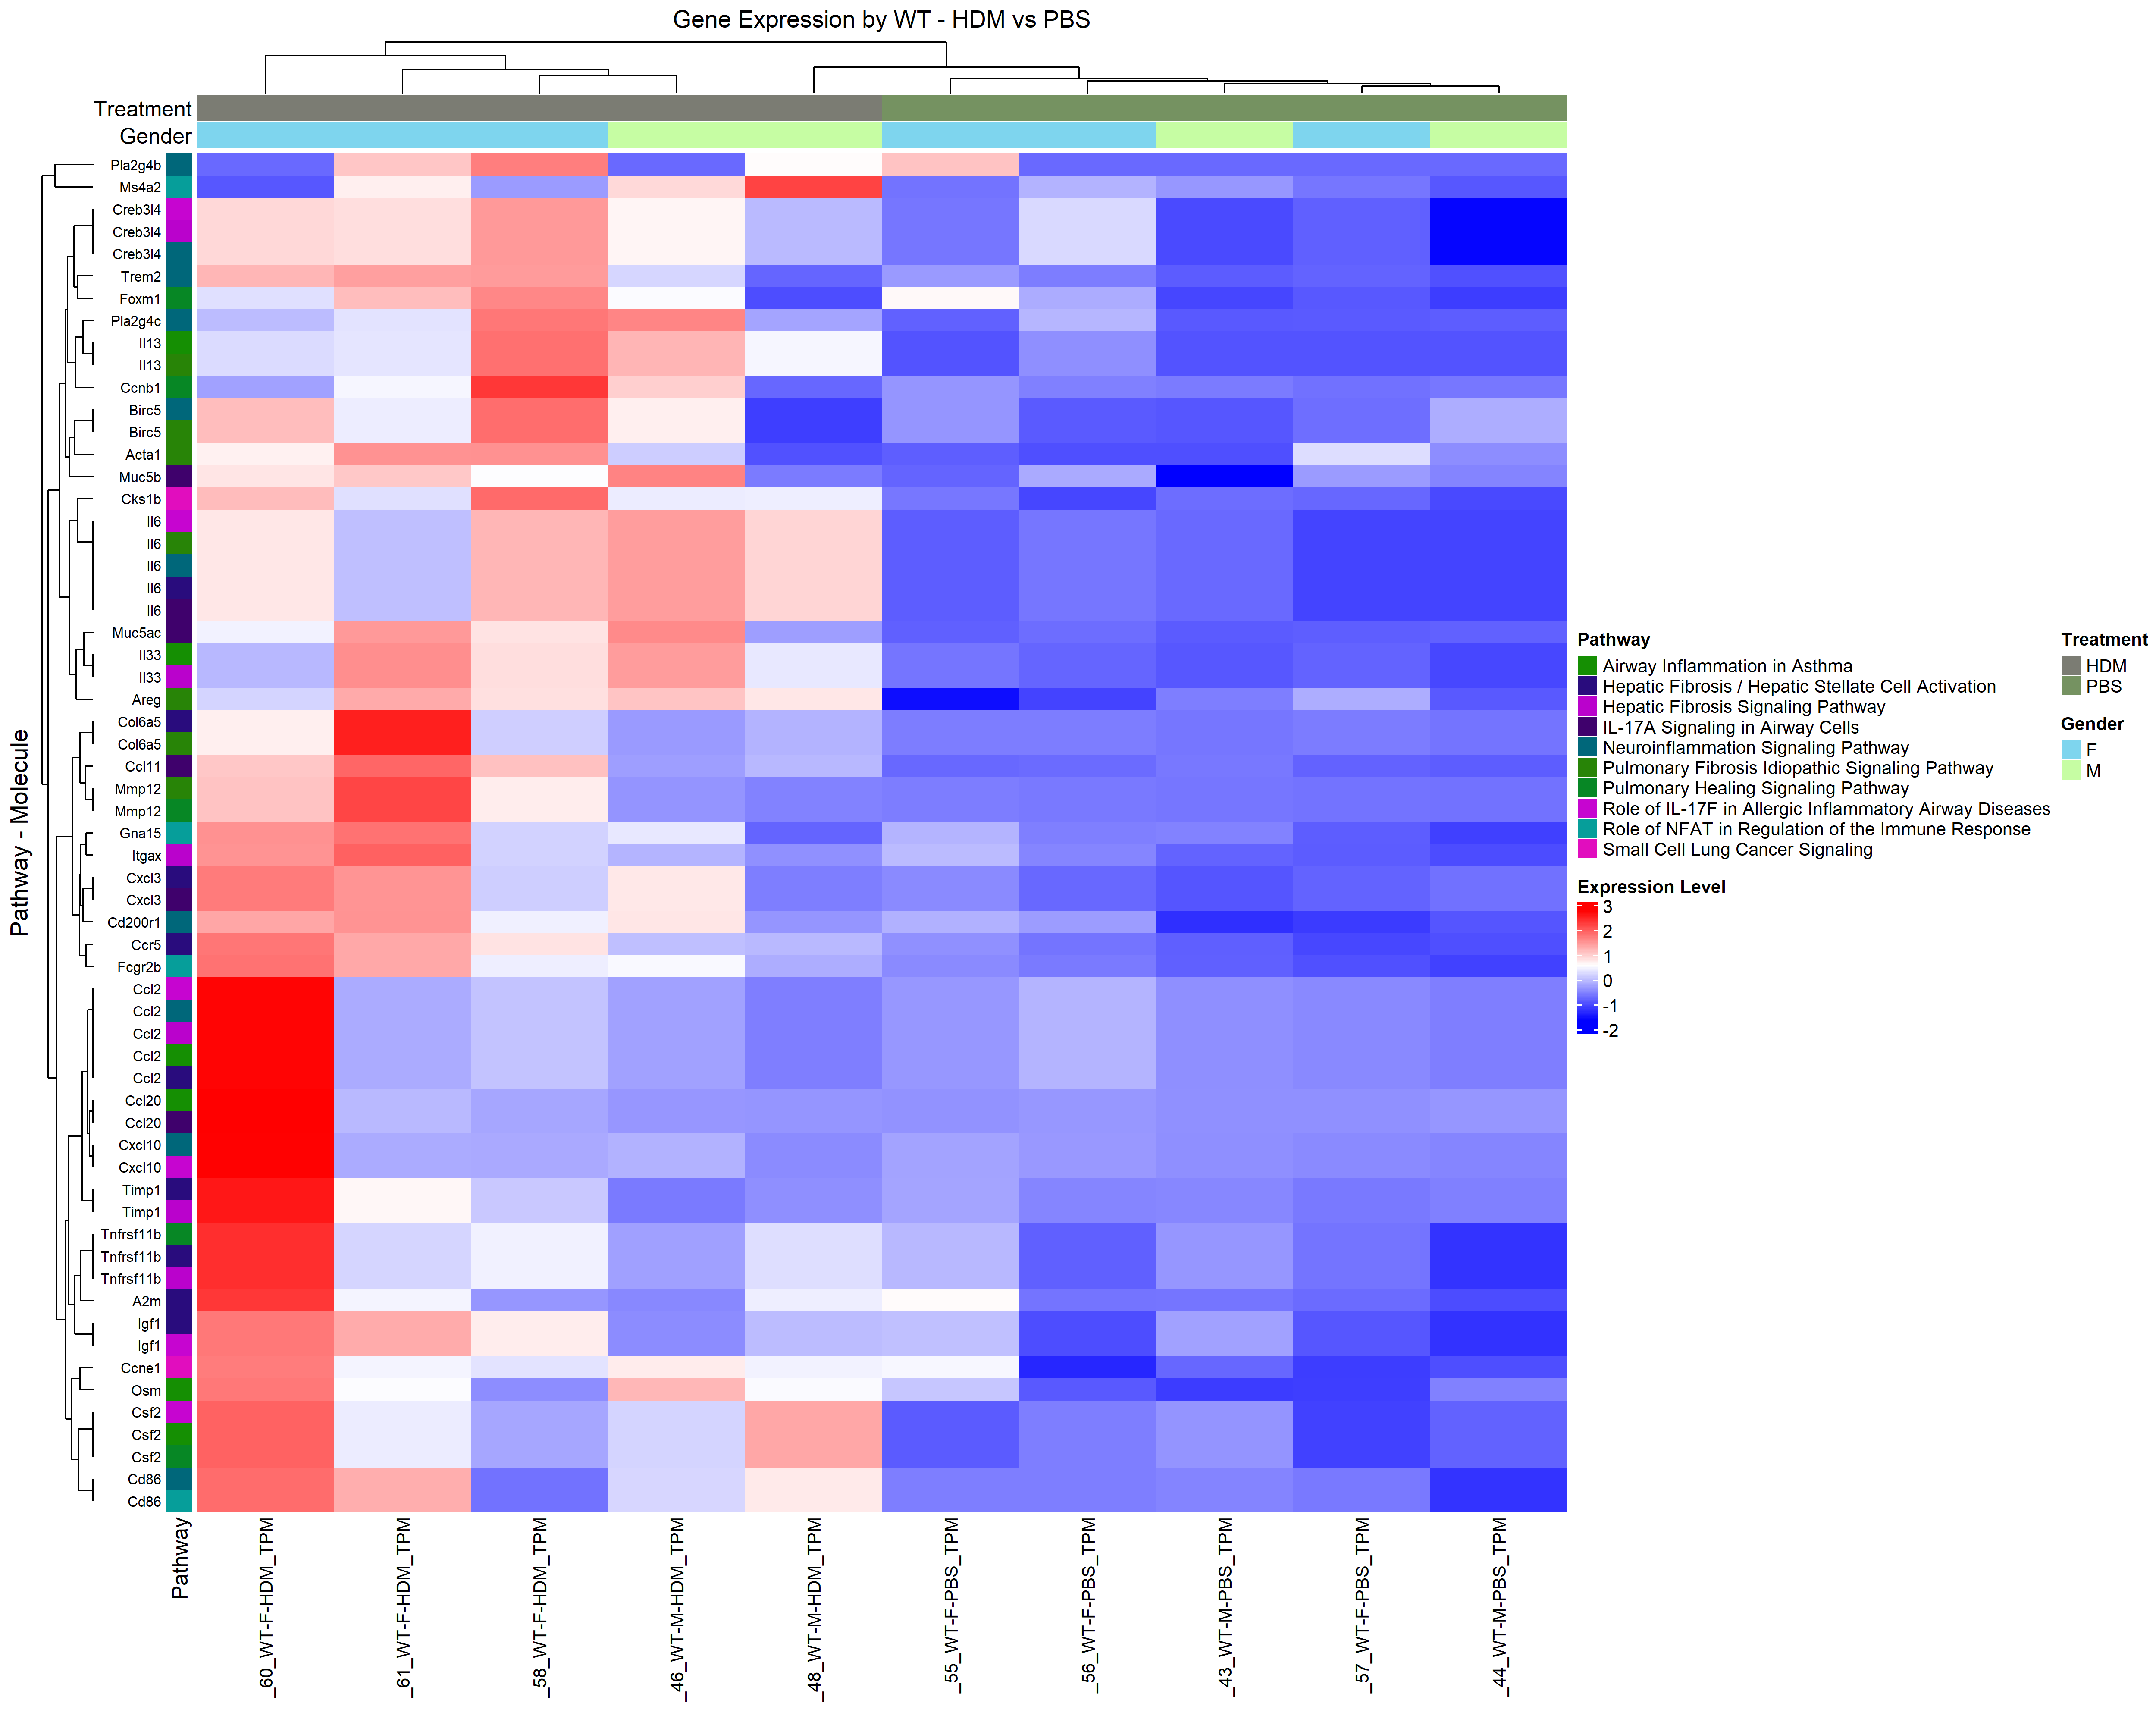 Gene Expression by WT - HDM vs PBS
Treatment
Gender
Pla2g4b
Ms4a2
Creb3l4
Creb3l4
Creb3l4
Trem2
Foxm1
Pla2g4c
Il13
Il13
Ccnb1
Birc5
Birc5
Acta1
Muc5b
Cks1b
Il6
Il6
Il6
Il6
Il6
Muc5ac
Il33
Il33
Areg
Col6a5
Col6a5
Ccl11
Mmp12
Mmp12
Gna15
Itgax
Cxcl3
Cxcl3
Cd200r1
Ccr5
Fcgr2b
Ccl2
Ccl2
Ccl2
Ccl2
Ccl2
Ccl20
Ccl20
Cxcl10
Cxcl10
Timp1
Timp1
Tnfrsf11b
Tnfrsf11b
Tnfrsf11b
A2m
Igf1
Igf1
Ccne1
Osm
Csf2
Csf2
Csf2
Cd86
Cd86
Pathway - Molecule
Pathway
_60_WT-F-HDM_TPM
_61_WT-F-HDM_TPM
_58_WT-F-HDM_TPM
_46_WT-M-HDM_TPM
_48_WT-M-HDM_TPM
_55_WT-F-PBS_TPM
_56_WT-F-PBS_TPM
_43_WT-M-PBS_TPM
_57_WT-F-PBS_TPM
_44_WT-M-PBS_TPM
Pathway
Airway Inflammation in Asthma
Hepatic Fibrosis / Hepatic Stellate Cell Activation
Hepatic Fibrosis Signaling Pathway
IL-17A Signaling in Airway Cells
Neuroinflammation Signaling Pathway
Pulmonary Fibrosis Idiopathic Signaling Pathway
Pulmonary Healing Signaling Pathway
Role of IL-17F in Allergic Inflammatory Airway Diseases
Role of NFAT in Regulation of the Immune Response
Small Cell Lung Cancer Signaling
Expression Level
3
2
1
0
-1
-2
Treatment
HDM
PBS
Gender
F
M